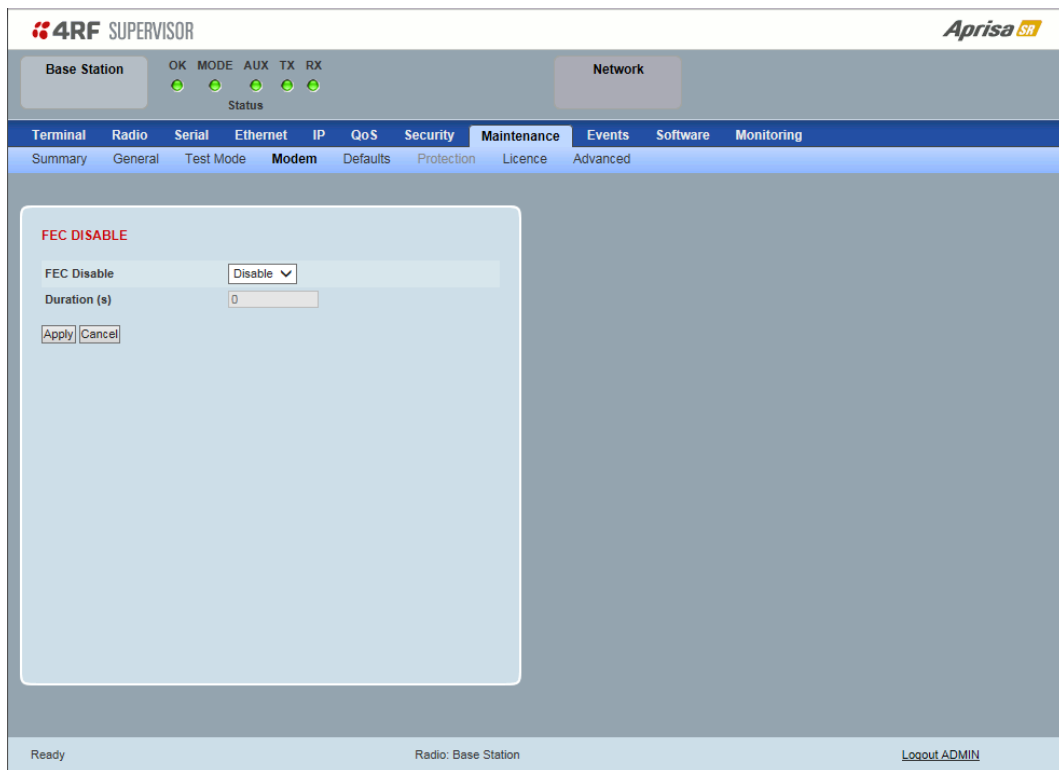 4RF SUPERVISOR
Aprisa SR
Base Station
OK MODE AUX TX RX
Status
Network
Terminal Radio Serial Ethernet IP QoS Security Maintenance Events Software Monitoring
Summary General Test Mode Modem Defaults Protection Licence Advanced
FEC DISABLE
FEC Disable Disable
Duration (s) 0
Apply Cancel
Ready Radio: Base Station Logout ADMIN